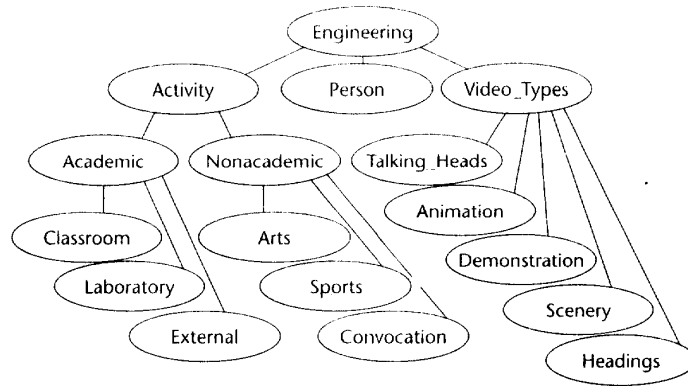 Engineering
Activity
Person
Video_Types
Academic
Nonacademic
Talking_Heads
Animation
Classroom
Arts
Demonstration
Laboratory
Sports
Scenery
External
Convocation
Headings